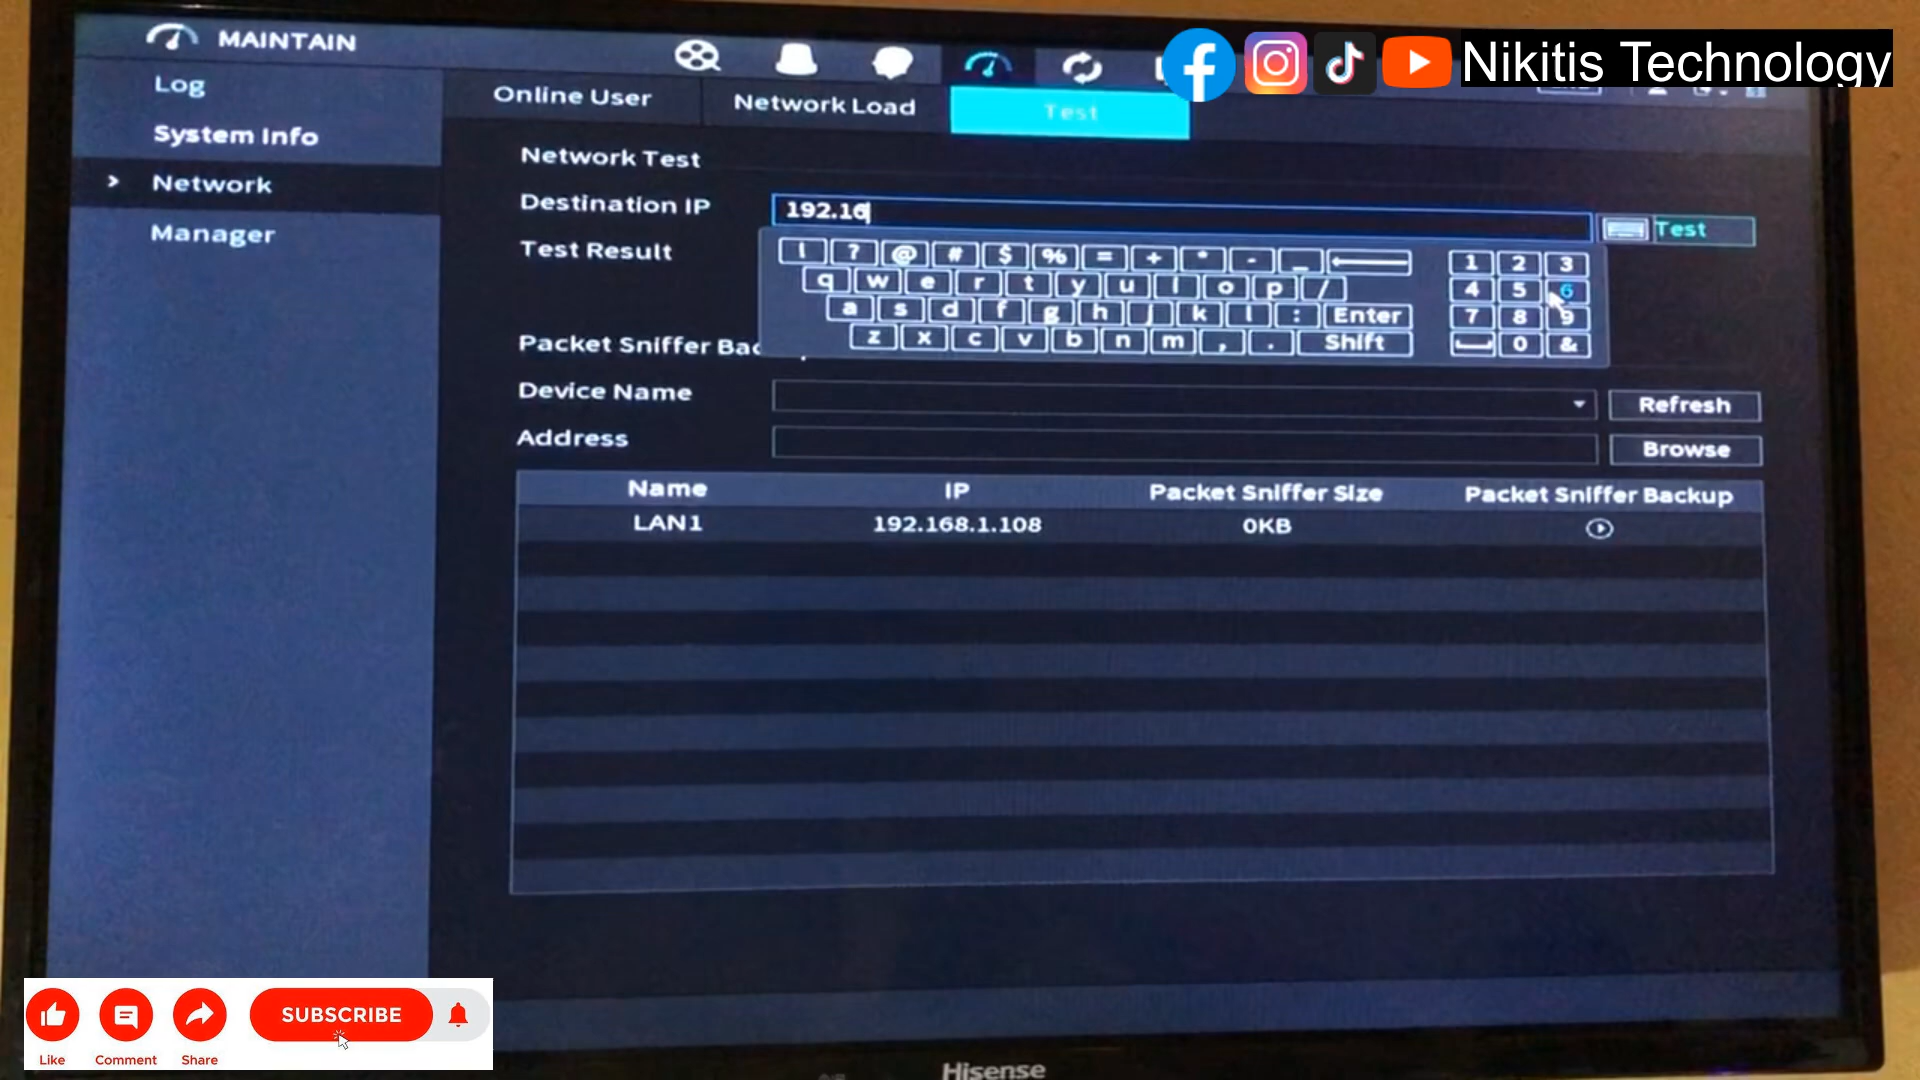 MAINTAIN
Nikitis Technology
Log
System Info
Network
Manager
Online User
Network Load
Test
Network Test
Destination IP
192.16
Test
Test Result
! ? @ # $ % = + * - _
1 2 3
q w e r t y u i o p /
4 5 6
a s d f g h j k l : Enter
7 8 9
z x c v b n m , . Shift
0 &
Packet Sniffer Bac
Device Name
Refresh
Address
Browse
Name IP Packet Sniffer Size Packet Sniffer Backup
LAN1 192.168.1.108 0KB
SUBSCRIBE
Like Comment Share
Hisense